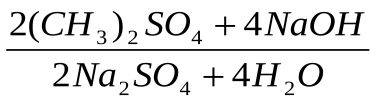 2(CH₃)₂SO₄ + 4NaOH
2Na₂SO₄ + 4H₂O